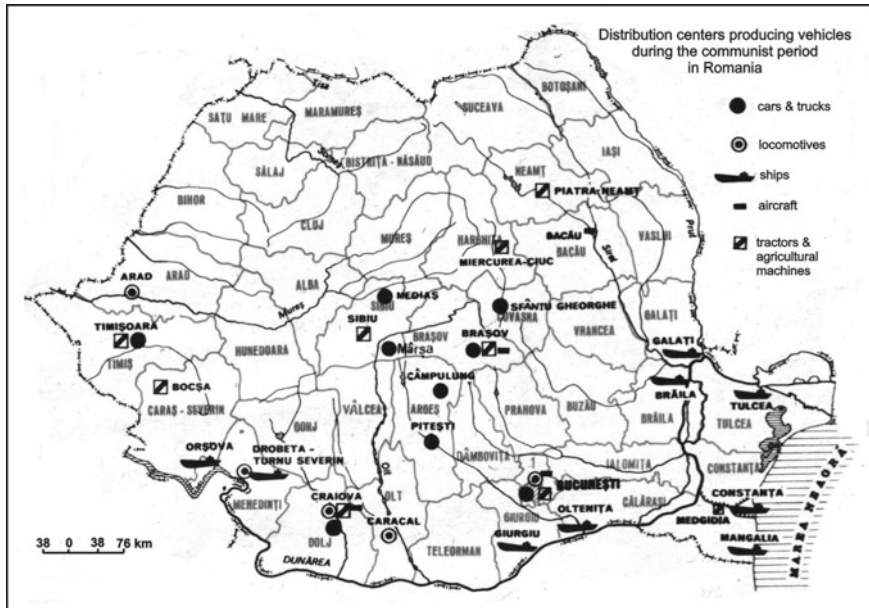 Distribution centers producing vehicles
during the communist period
in Romania
cars & trucks
locomotives
ships
aircraft
tractors &
agricultural
machines
Tisa
BOTOȘANI
SATU MARE
MARAMUREȘ
SUCEAVA
Someș
IAȘI
BISTRIȚA-NĂSĂUD
SĂLAJ
NEAMȚ
PIATRA-NEAMȚ
BIHOR
CLUJ
MUREȘ
HARGHITA
BACĂU
Siret
Prut
VASLUI
BACĂU
MIERCUREA-CIUC
ARAD
ARAD
ALBA
Mureș
MEDIAȘ
SIBIU
SFÂNTU GHEORGHE
COVASNA
GALAȚI
TIMIȘOARA
SIBIU
BRAȘOV
BRAȘOV
VRANCEA
GALAȚI
TIMIȘ
HUNEDOARA
Mârșa
BOCȘA
CÂMPULUNG
BRĂILA
TULCEA
CARAȘ-SEVERIN
VÂLCEA
ARGEȘ
PRAHOVA
BUZĂU
BRĂILA
TULCEA
GORJ
PITEȘTI
ORȘOVA
DROBETA -
TURNU SEVERIN
Olt
DÂMBOVIȚA
IALOMIȚA
CONSTANȚA
BUCUREȘTI
MEHEDINȚI
CRAIOVA
OLT
GIURGIU
OLTENIȚA
CĂLĂRAȘI
CONSTANȚA
MEDGIDIA
DOLJ
CARACAL
TELEORMAN
GIURGIU
MANGALIA
MAREA NEAGRA
DUNĂREA
38 0 38 76 km